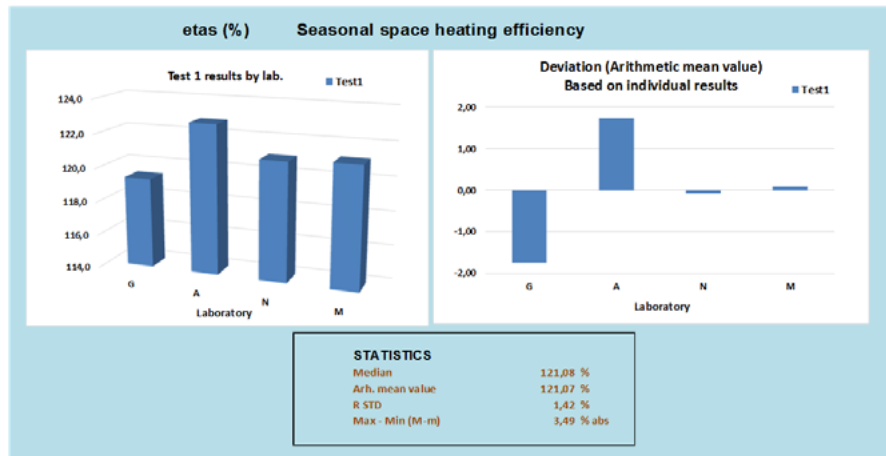 etas (%) Seasonal space heating efficiency
Test 1 results by lab.
Test1
124,0
122,0
120,0
118,0
116,0
114,0
G
A
N
M
Laboratory
Deviation (Arithmetic mean value)
Based on individual results
Test1
2,00
1,00
0,00
-1,00
-2,00
G A N M
Laboratory
STATISTICS
Median 121,08 %
Arh. mean value 121,07 %
R STD 1,42 %
Max - Min (M-m) 3,49 % abs